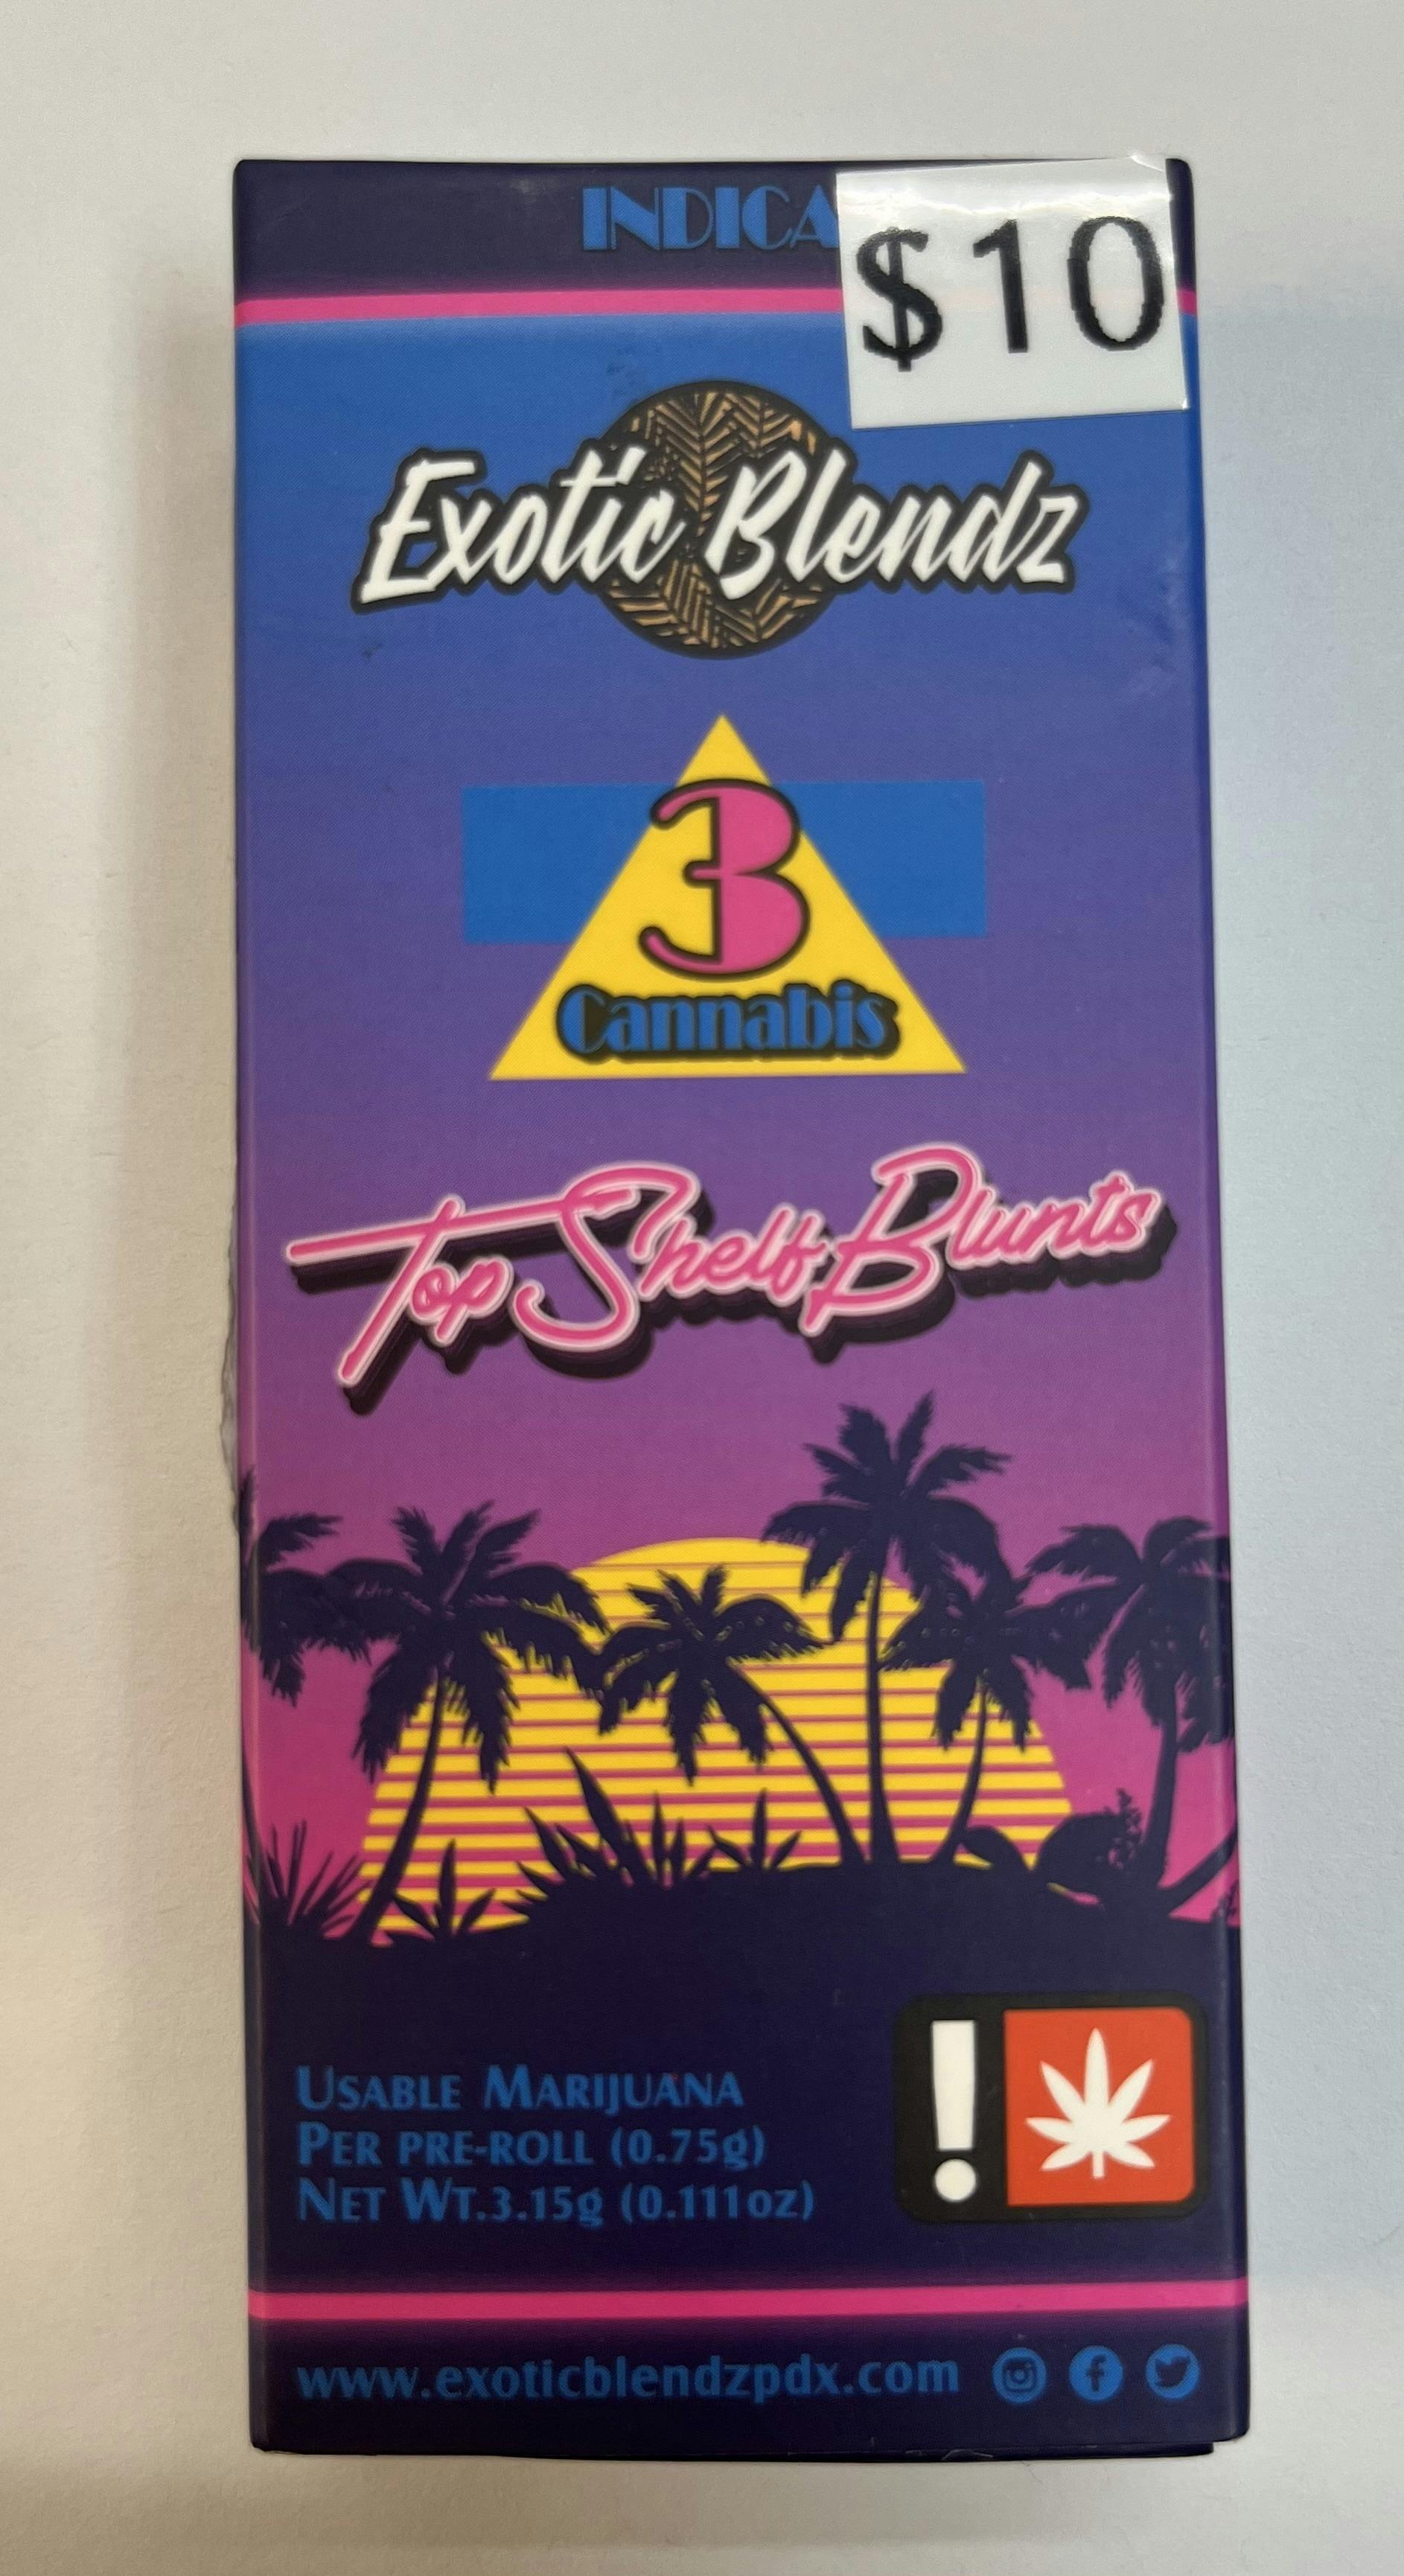 INDICA
$10
Exotic Blendz
3
Cannabis
Top Shelf Blunts
USABLE MARIJUANA
PER PRE-ROLL (0.75g)
NET WT.3.15g (0.111oz)
!
www.exoticblendzpdx.com